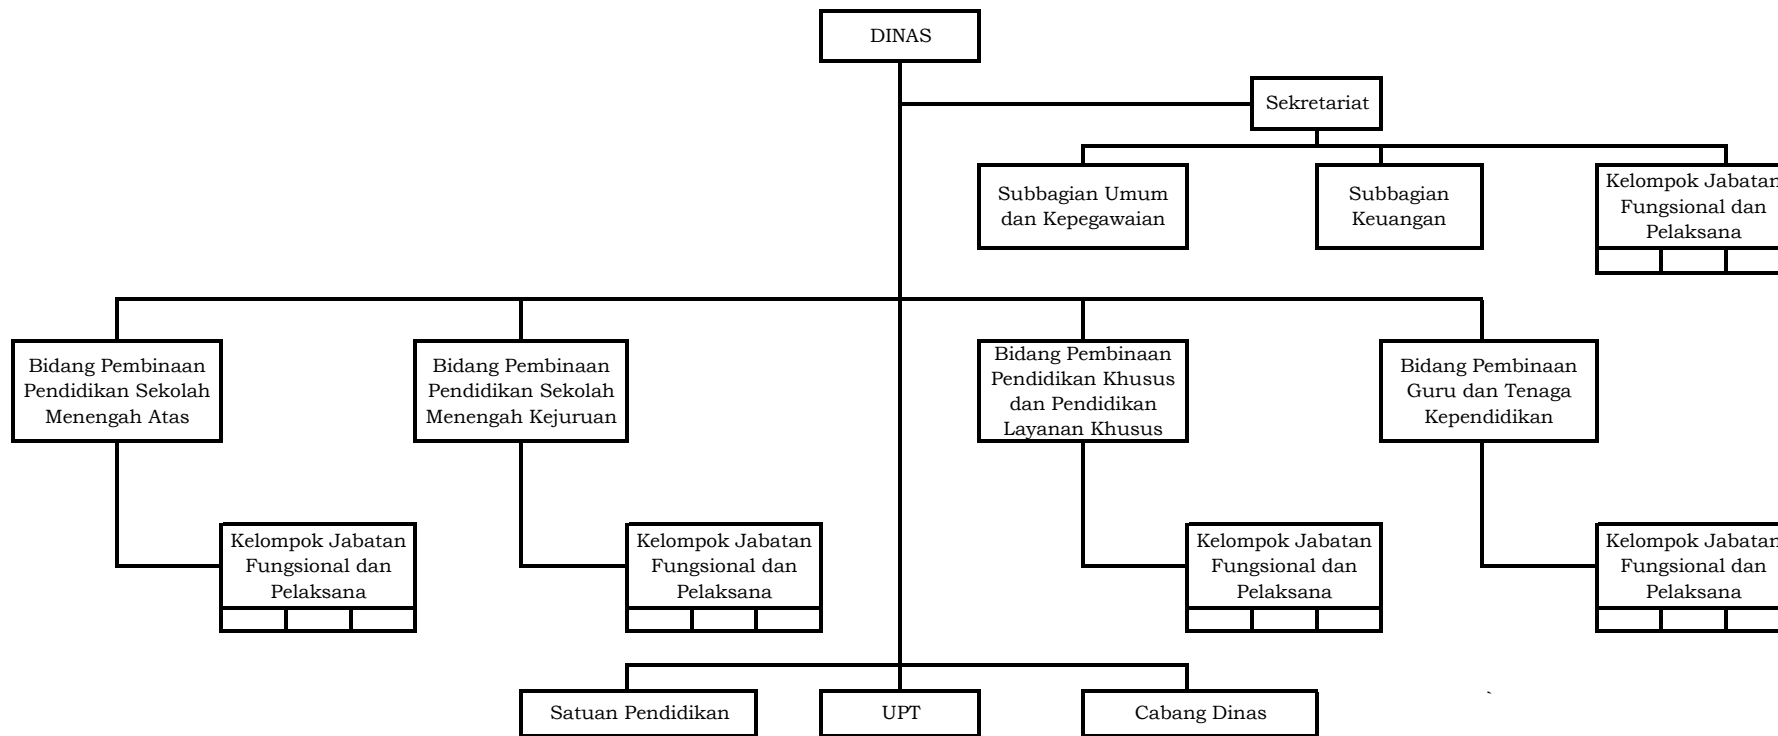 DINAS
Sekretariat
Subbagian Umum
dan Kepegawaian
Subbagian
Keuangan
Kelompok Jabatan
Fungsional dan
Pelaksana
Bidang Pembinaan
Pendidikan Sekolah
Menengah Atas
Bidang Pembinaan
Pendidikan Sekolah
Menengah Kejuruan
Bidang Pembinaan
Pendidikan Khusus
dan Pendidikan
Layanan Khusus
Bidang Pembinaan
Guru dan Tenaga
Kependidikan
Kelompok Jabatan
Fungsional dan
Pelaksana
Kelompok Jabatan
Fungsional dan
Pelaksana
Kelompok Jabatan
Fungsional dan
Pelaksana
Kelompok Jabatan
Fungsional dan
Pelaksana
Satuan Pendidikan
UPT
Cabang Dinas